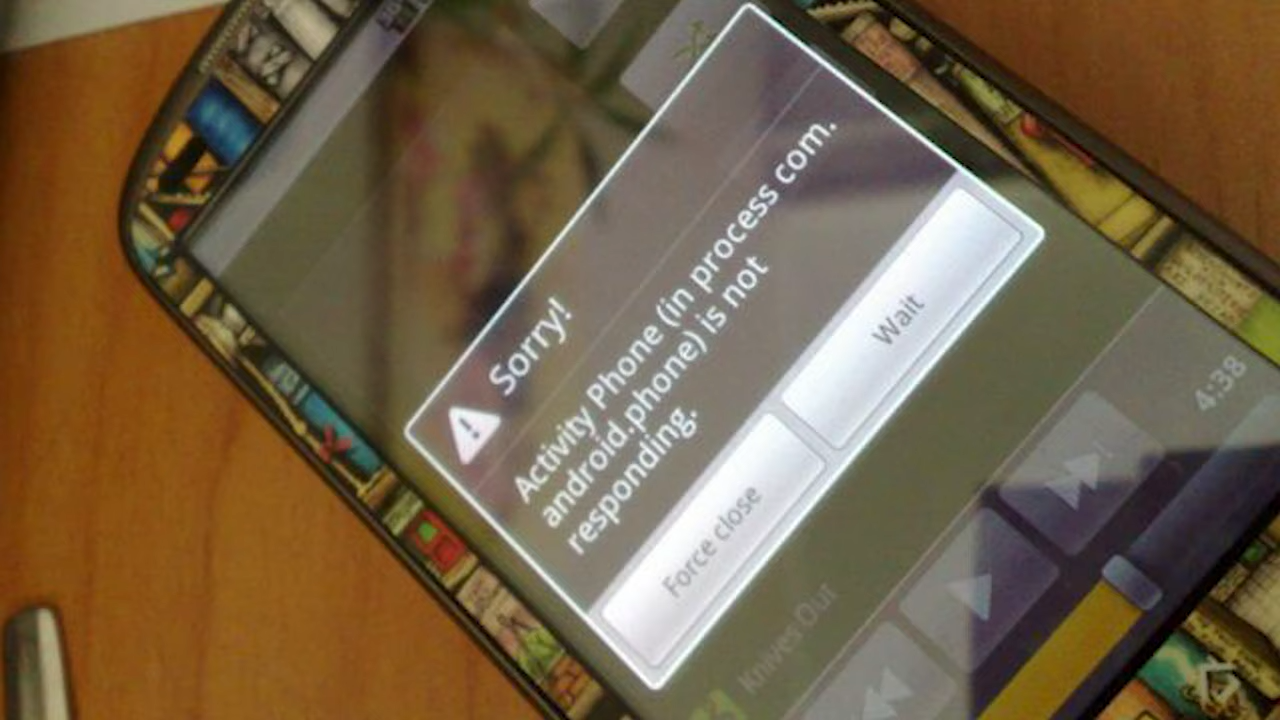 Sorry!
Activity Phone (in process com.
android.phone) is not
responding.
Force close
Wait
Knives Out
4:38